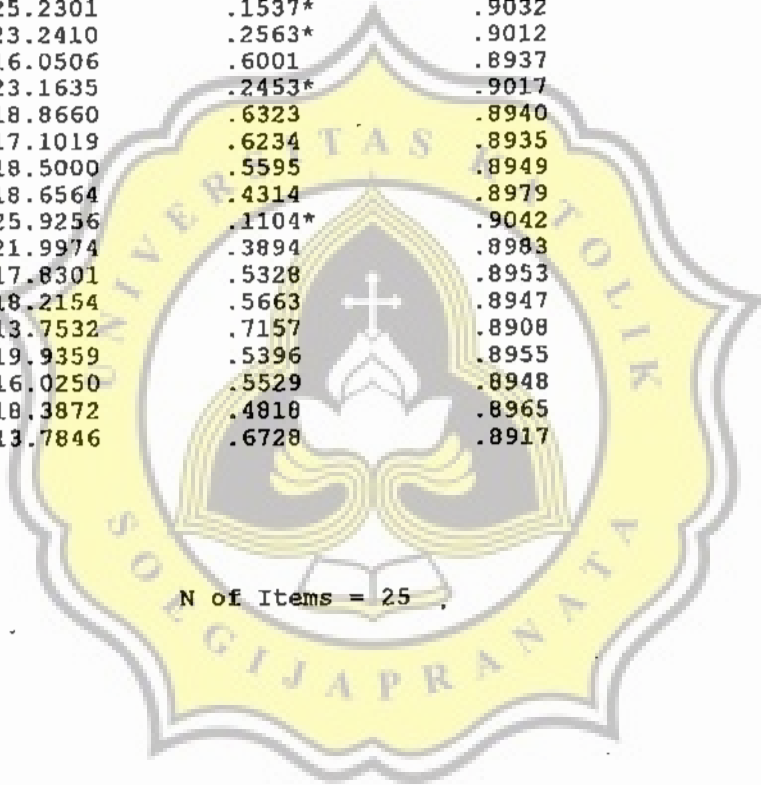 25.2301 .1537* .9032
23.2410 .2563* .9012
16.0506 .6001 .8937
23.1635 .2453* .9017
18.8660 .6323 .8940
17.1019 .6234 .8935
18.5000 .5595 .8949
18.6564 .4314 .8979
25.9256 .1104* .9042
21.9974 .3894 .8983
17.8301 .5328 .8953
18.2154 .5663 .8947
13.7532 .7157 .8908
19.9359 .5396 .8955
16.0250 .5529 .8948
18.3872 .4818 .8965
13.7846 .6728 .8917
N of Items = 25
UNIVERSITAS KATOLIK
SOEGIJAPRANATA